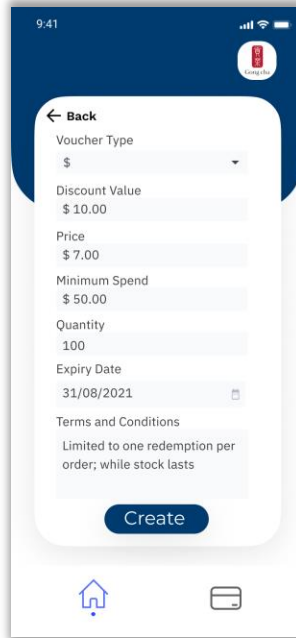 9:41
貢茶
Gong cha
← Back
Voucher Type
$
Discount Value
$ 10.00
Price
$ 7.00
Minimum Spend
$ 50.00
Quantity
100
Expiry Date
31/08/2021
Terms and Conditions
Limited to one redemption per
order; while stock lasts
Create